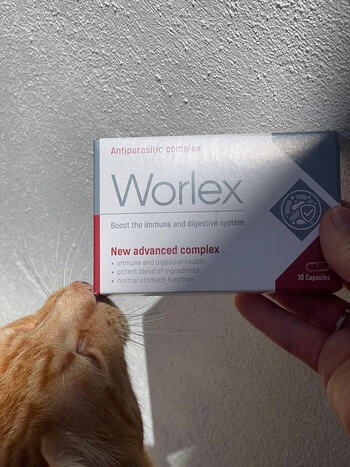 Antiparasitic complex
Worlex
Boost the immune and digestive system
New advanced complex
• immune and digestive health
• potent blend of ingredients
• normal stomach function
10 Capsules